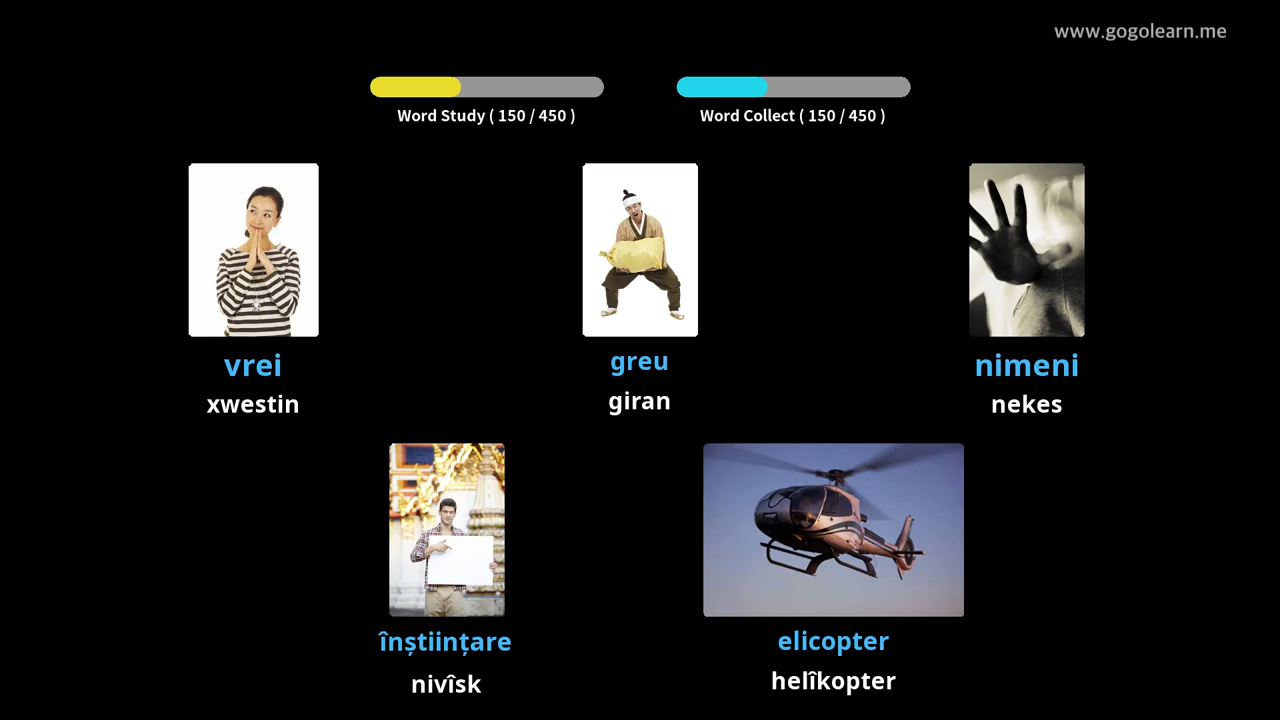 www.gogolearn.me
Word Study ( 150 / 450 )
Word Collect ( 150 / 450 )
vrei
xwestin
greu
giran
nimeni
nekes
înștiințare
nivîsk
elicopter
helîkopter